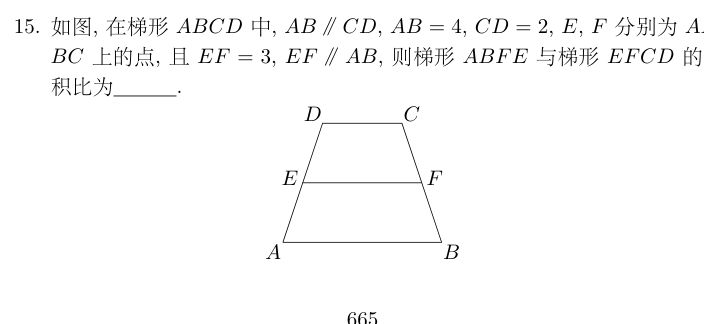 15. 如图, 在梯形 ABCD 中, AB ∥ CD, AB = 4, CD = 2, E, F 分别为
BC 上的点, 且 EF = 3, EF ∥ AB, 则梯形 ABFE 与梯形 EFCD 的
积比为______.
D C
E F
A B
665